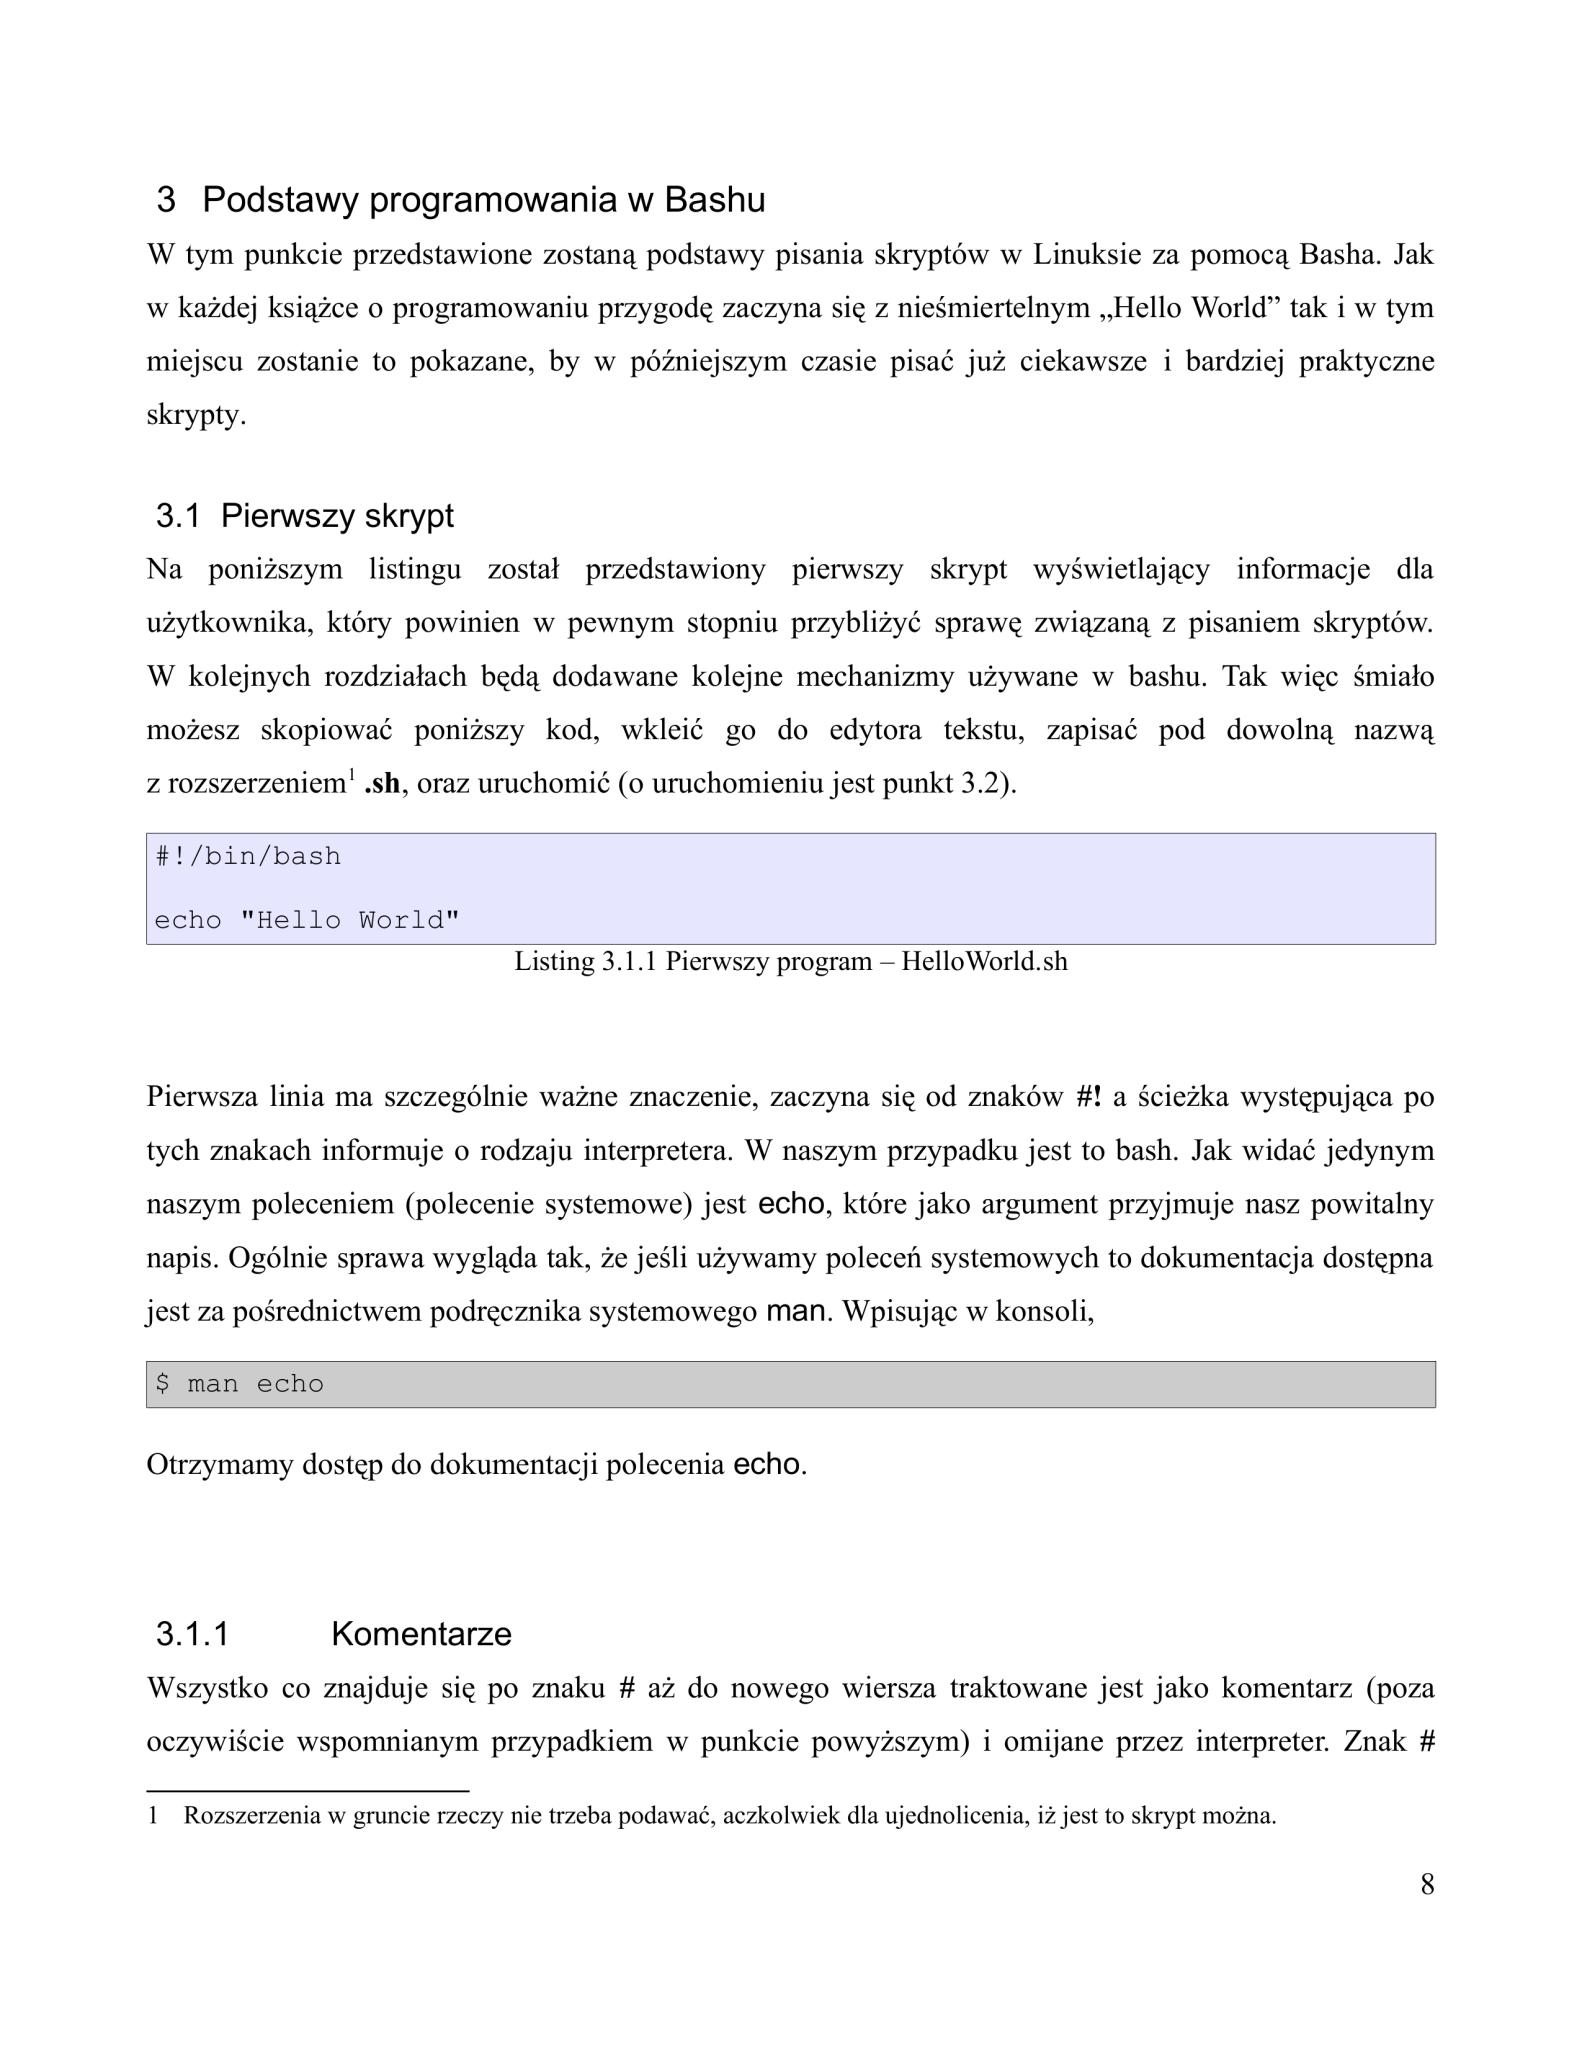 3 Podstawy programowania w Bashu
W tym punkcie przedstawione zostaną podstawy pisania skryptów w Linuksie za pomocą Basha. Jak
w każdej książce o programowaniu przygodę zaczyna się z nieśmiertelnym „Hello World” tak i w tym
miejscu zostanie to pokazane, by w późniejszym czasie pisać już ciekawsze i bardziej praktyczne
skrypty.
3.1 Pierwszy skrypt
Na poniższym listingu został przedstawiony pierwszy skrypt wyświetlający informacje dla
użytkownika, który powinien w pewnym stopniu przybliżyć sprawę związaną z pisaniem skryptów.
W kolejnych rozdziałach będą dodawane kolejne mechanizmy używane w bashu. Tak więc śmiało
możesz skopiować poniższy kod, wkleić go do edytora tekstu, zapisać pod dowolną nazwą
z rozszerzeniem1 .sh, oraz uruchomić (o uruchomieniu jest punkt 3.2).
#!/bin/bash
echo "Hello World"
Listing 3.1.1 Pierwszy program – HelloWorld.sh
Pierwsza linia ma szczególnie ważne znaczenie, zaczyna się od znaków #! a ścieżka występująca po
tych znakach informuje o rodzaju interpretera. W naszym przypadku jest to bash. Jak widać jedynym
naszym poleceniem (polecenie systemowe) jest echo, które jako argument przyjmuje nasz powitalny
napis. Ogólnie sprawa wygląda tak, że jeśli używamy poleceń systemowych to dokumentacja dostępna
jest za pośrednictwem podręcznika systemowego man. Wpisując w konsoli,
$ man echo
Otrzymamy dostęp do dokumentacji polecenia echo.
3.1.1 Komentarze
Wszystko co znajduje się po znaku # aż do nowego wiersza traktowane jest jako komentarz (poza
oczywiście wspomnianym przypadkiem w punkcie powyższym) i omijane przez interpreter. Znak #
1 Rozszerzenia w gruncie rzeczy nie trzeba podawać, aczkolwiek dla ujednolicenia, iż jest to skrypt można.
8